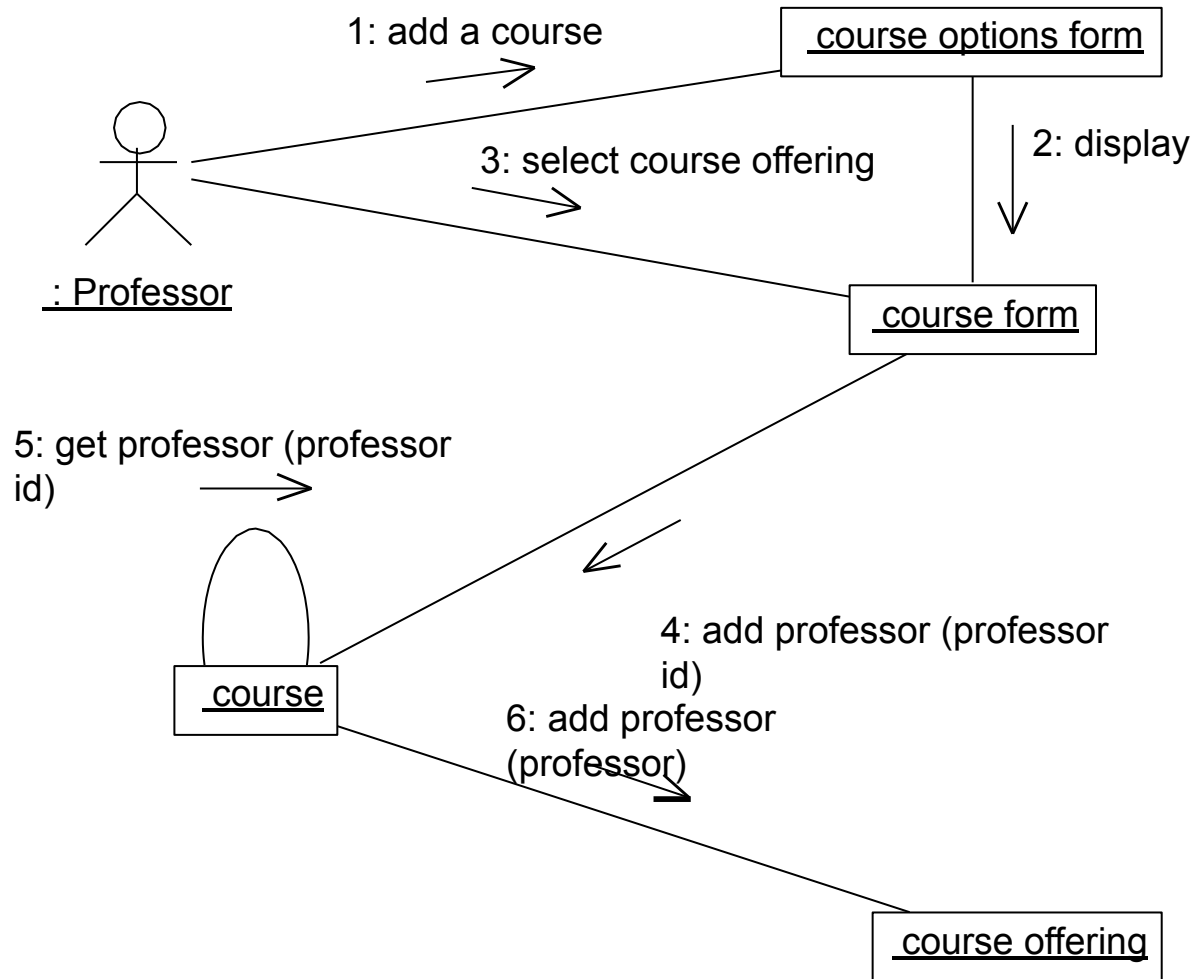 1: add a course
course options form
3: select course offering
2: display
: Professor
course form
5: get professor (professor
id)
4: add professor (professor
id)
course
6: add professor
(professor)
course offering